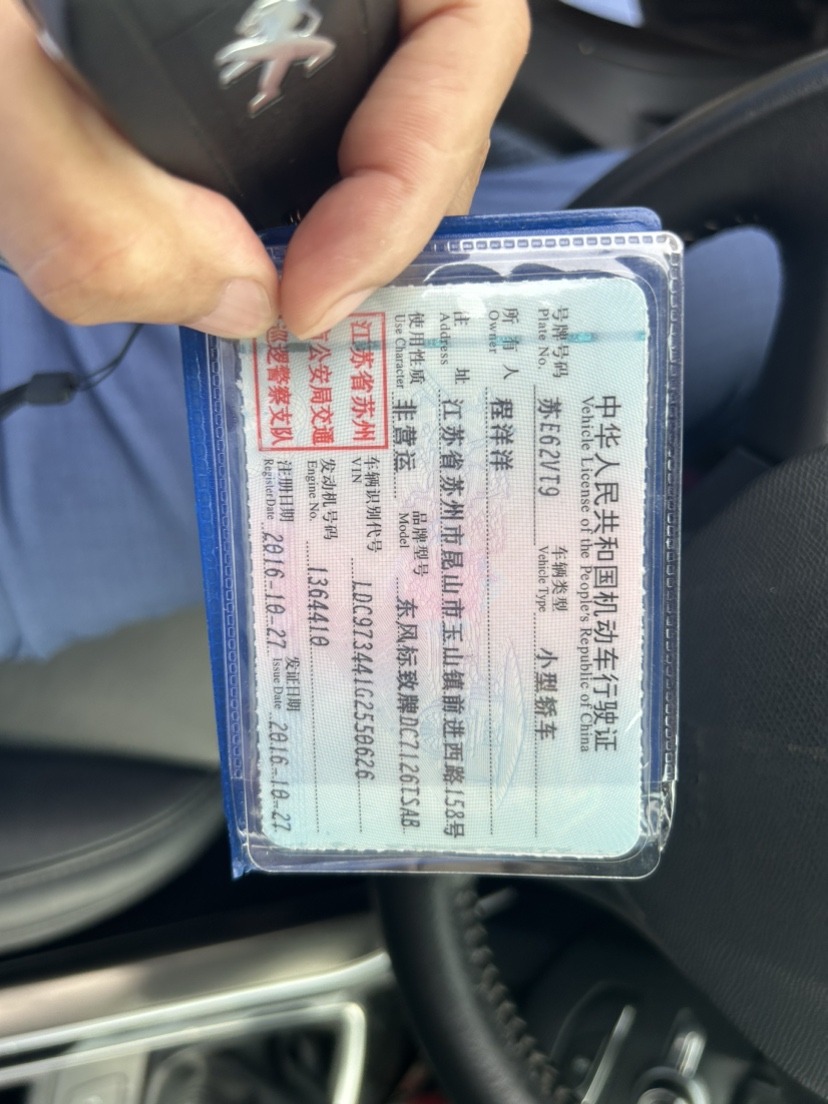 中华人民共和国机动车行驶证
Vehicle License of the People's Republic of China
号牌号码 苏E62VT9 车辆类型 小型轿车
Plate No. Vehicle Type
所有人 程洋洋
Owner
住址 江苏省苏州市昆山市玉山镇前进西路158号
Address
使用性质 非营运 品牌型号 东风标致牌DC7126TSAB
Use Character Model
江苏省苏州
公安局交通
巡逻警察支队
车辆识别代号 LDC973441G2550626
VIN
发动机号码 1364410
Engine No.
注册日期 2016-10-27 发证日期 2016-10-27
Register Date Issue Date